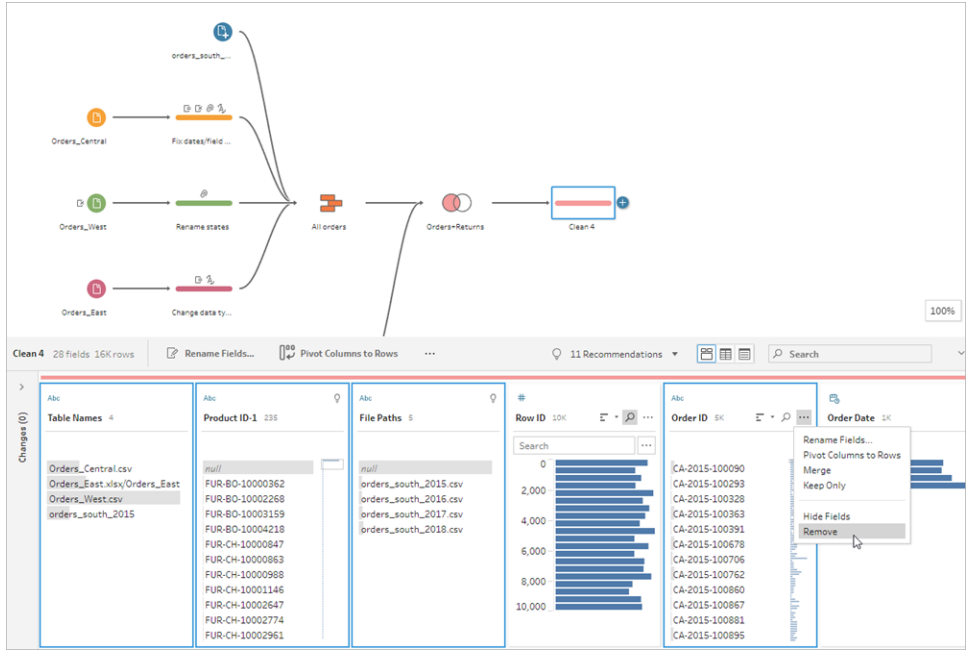 orders_south_...
Orders_Central
Fix dates/field ...
Orders_West
Rename states
All orders
Orders+Returns
Clean 4
Orders_East
Change data ty...
100%
Clean 4 28 fields 16K rows Rename Fields... Pivot Columns to Rows ... 11 Recommendations Search
Changes (0)
Abc
Table Names 4
Orders_Central.csv
Orders_East.xlsx/Orders_East
Orders_West.csv
orders_south_2015
Abc
Product ID-1 235
null
FUR-BO-10000362
FUR-BO-10002268
FUR-BO-10003159
FUR-BO-10004218
FUR-CH-10000847
FUR-CH-10000863
FUR-CH-10000988
FUR-CH-10001146
FUR-CH-10002647
FUR-CH-10002774
FUR-CH-10002961
Abc
File Paths 5
null
orders_south_2015.csv
orders_south_2016.csv
orders_south_2017.csv
orders_south_2018.csv
#
Row ID 10K
Search
0
2,000
4,000
6,000
8,000
10,000
Abc
Order ID 5K
CA-2015-100090
CA-2015-100293
CA-2015-100328
CA-2015-100363
CA-2015-100391
CA-2015-100678
CA-2015-100706
CA-2015-100762
CA-2015-100860
CA-2015-100867
CA-2015-100881
CA-2015-100895
Order Date 1K
Rename Fields...
Pivot Columns to Rows
Merge
Keep Only
Hide Fields
Remove